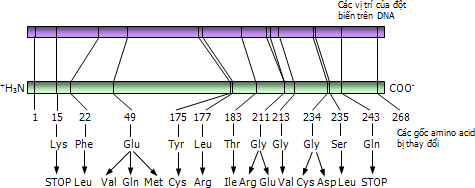 Các vị trí của đột
biến trên DNA
⁺H₃N COO⁻
1 15 22 49 175 177 183 211 213 234 235 243 268
Các gốc amino acid
bị thay đổi
Lys Phe Glu Tyr Leu Thr Gly Gly Gly Ser Gln
STOP Leu Val Gln Met Cys Arg Ile Arg Glu Val Cys Asp Leu STOP